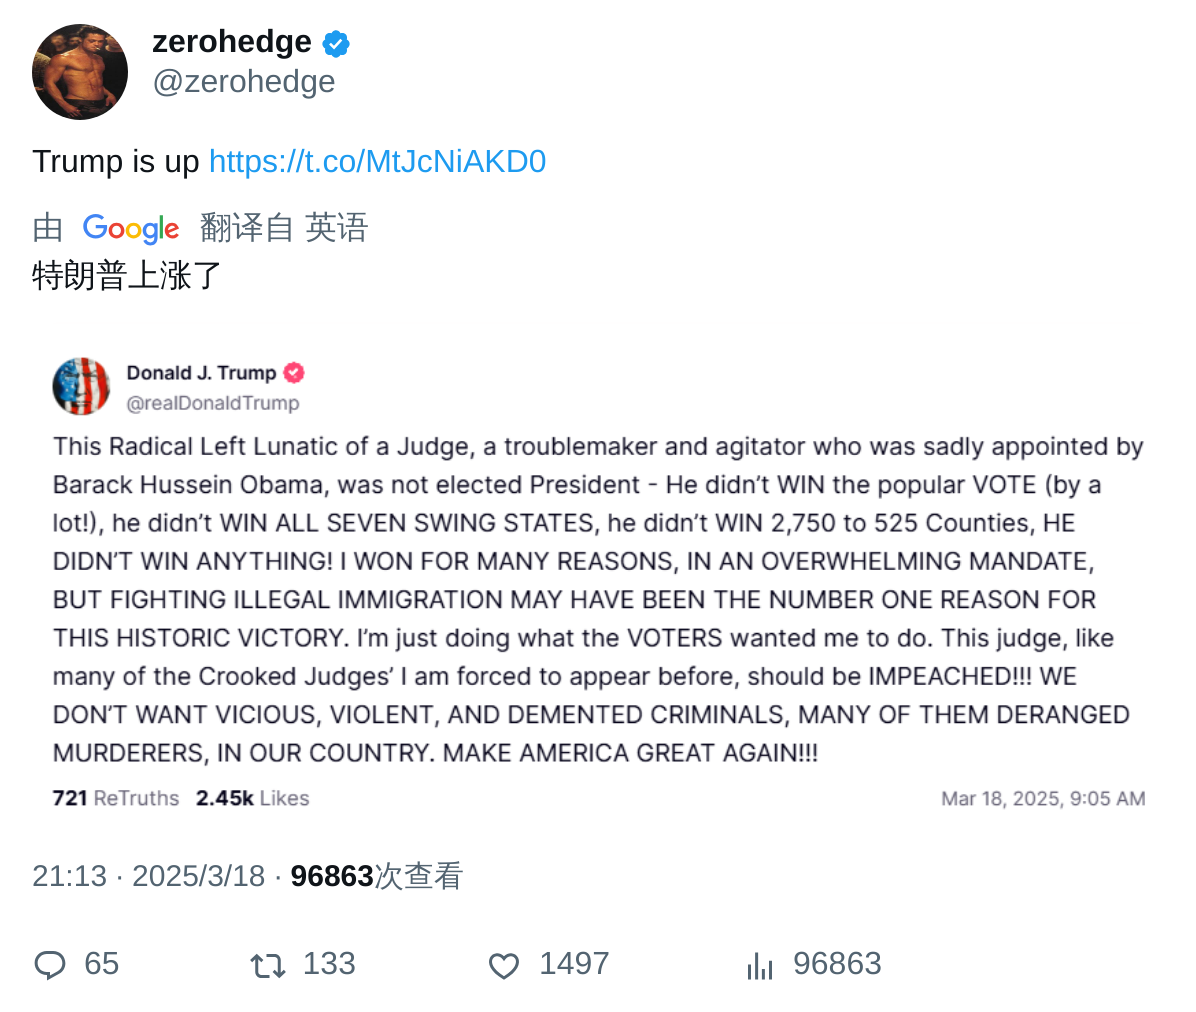 zerohedge
@zerohedge
Trump is up https://t.co/MtJcNiAKD0
由 Google 翻译自 英语
特朗普上涨了
Donald J. Trump
@realDonaldTrump
This Radical Left Lunatic of a Judge, a troublemaker and agitator who was sadly appointed by
Barack Hussein Obama, was not elected President - He didn’t WIN the popular VOTE (by a
lot!), he didn’t WIN ALL SEVEN SWING STATES, he didn’t WIN 2,750 to 525 Counties, HE
DIDN’T WIN ANYTHING! I WON FOR MANY REASONS, IN AN OVERWHELMING MANDATE,
BUT FIGHTING ILLEGAL IMMIGRATION MAY HAVE BEEN THE NUMBER ONE REASON FOR
THIS HISTORIC VICTORY. I’m just doing what the VOTERS wanted me to do. This judge, like
many of the Crooked Judges’ I am forced to appear before, should be IMPEACHED!!! WE
DON’T WANT VICIOUS, VIOLENT, AND DEMENTED CRIMINALS, MANY OF THEM DERANGED
MURDERERS, IN OUR COUNTRY. MAKE AMERICA GREAT AGAIN!!!
721 ReTruths 2.45k Likes Mar 18, 2025, 9:05 AM
21:13 · 2025/3/18 · 96863次查看
65 133 1497 96863